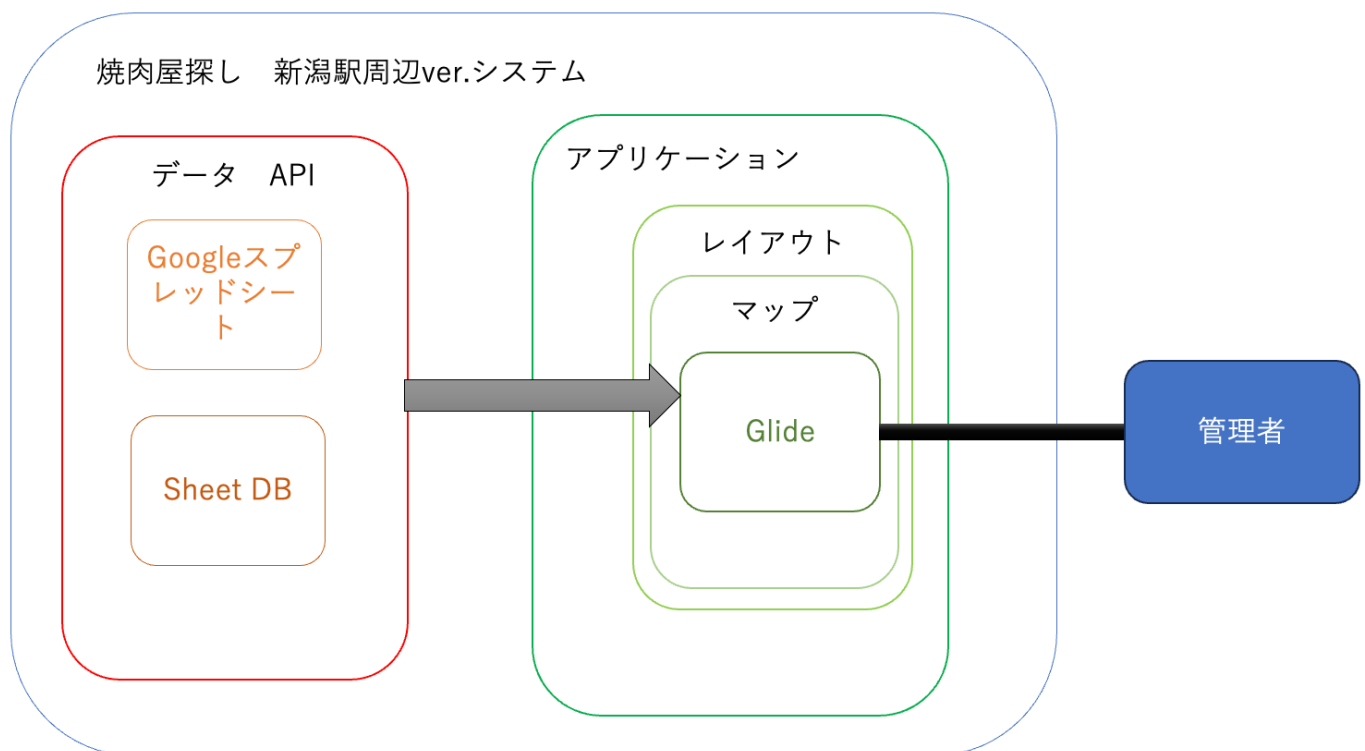 焼肉屋探し　新潟駅周辺ver.システム
データ　API
Googleスプ
レッドシー
ト
Sheet DB
アプリケーション
レイアウト
マップ
Glide
管理者